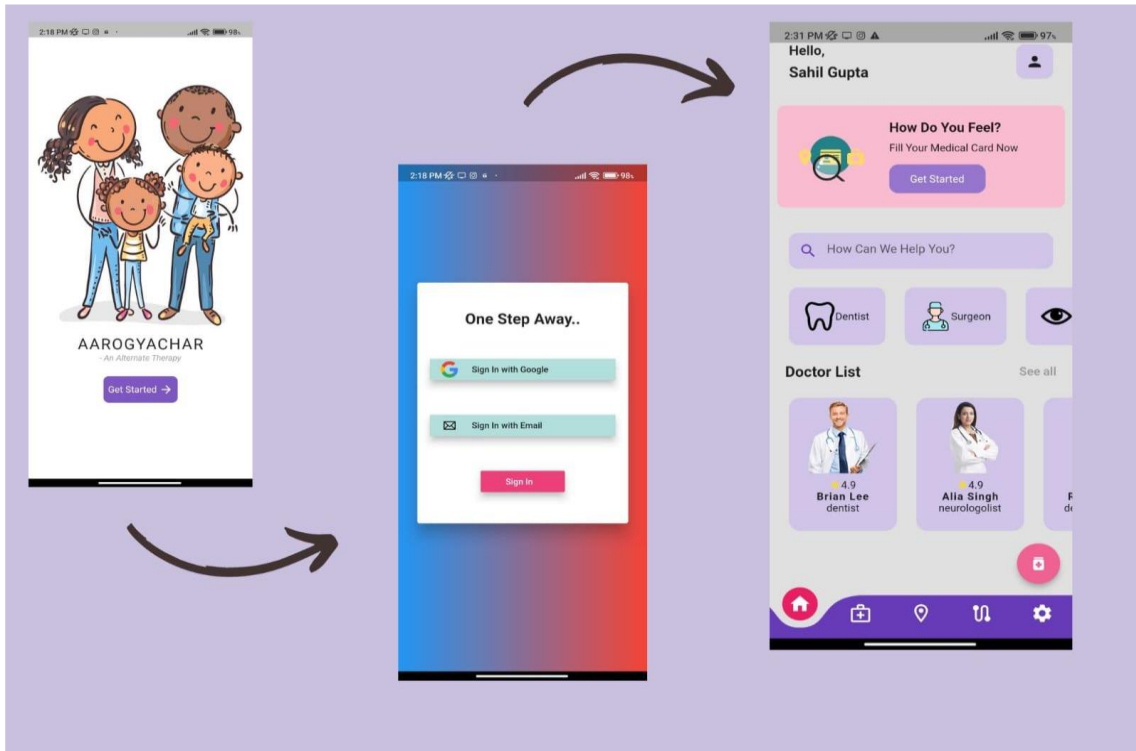 2:18 PM
98%
AAROGYACHAR
- An Alternate Therapy
Get Started →
2:18 PM
98%
One Step Away..
Sign In with Google
Sign In with Email
Sign In
2:31 PM
97%
Hello,
Sahil Gupta
How Do You Feel?
Fill Your Medical Card Now
Get Started
How Can We Help You?
Dentist
Surgeon
Doctor List
See all
4.9
Brian Lee
dentist
4.9
Alia Singh
neurologolist
R
de